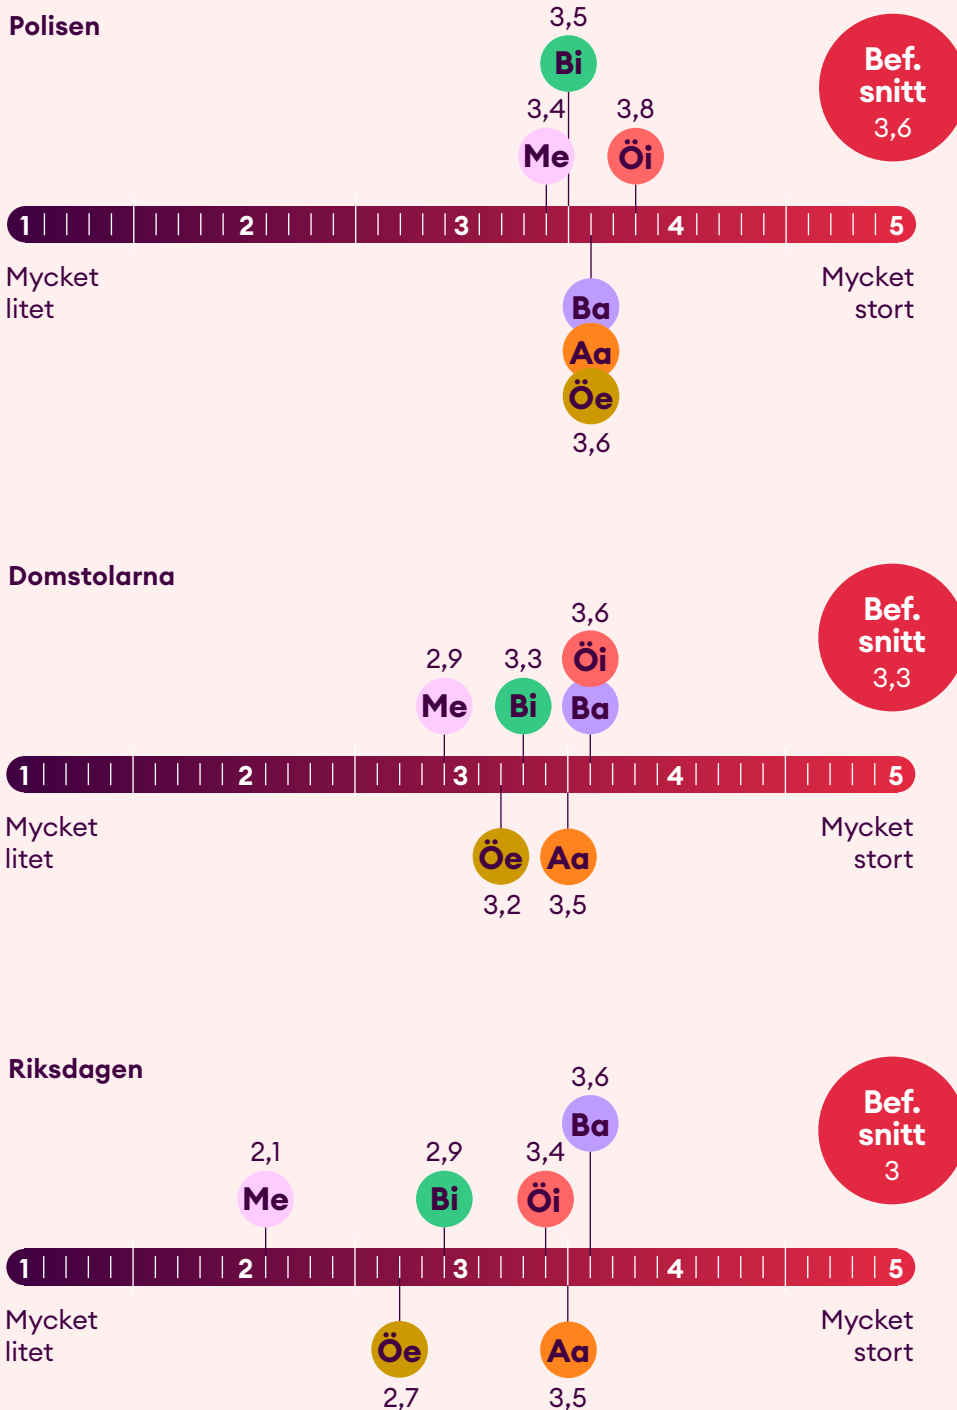 Polisen
3,5
Bi
3,4
3,8
Me
Öi
Bef.
snitt
3,6
1 2 3 4 5
Mycket
litet
Mycket
stort
Ba
Aa
Öe
3,6
Domstolarna
3,6
Öi
2,9
3,3
Me
Bi
Ba
Bef.
snitt
3,3
1 2 3 4 5
Mycket
litet
Mycket
stort
Öe
Aa
3,2
3,5
Riksdagen
3,6
Ba
2,1
2,9
3,4
Me
Bi
Öi
Bef.
snitt
3
1 2 3 4 5
Mycket
litet
Mycket
stort
Öe
Aa
2,7
3,5